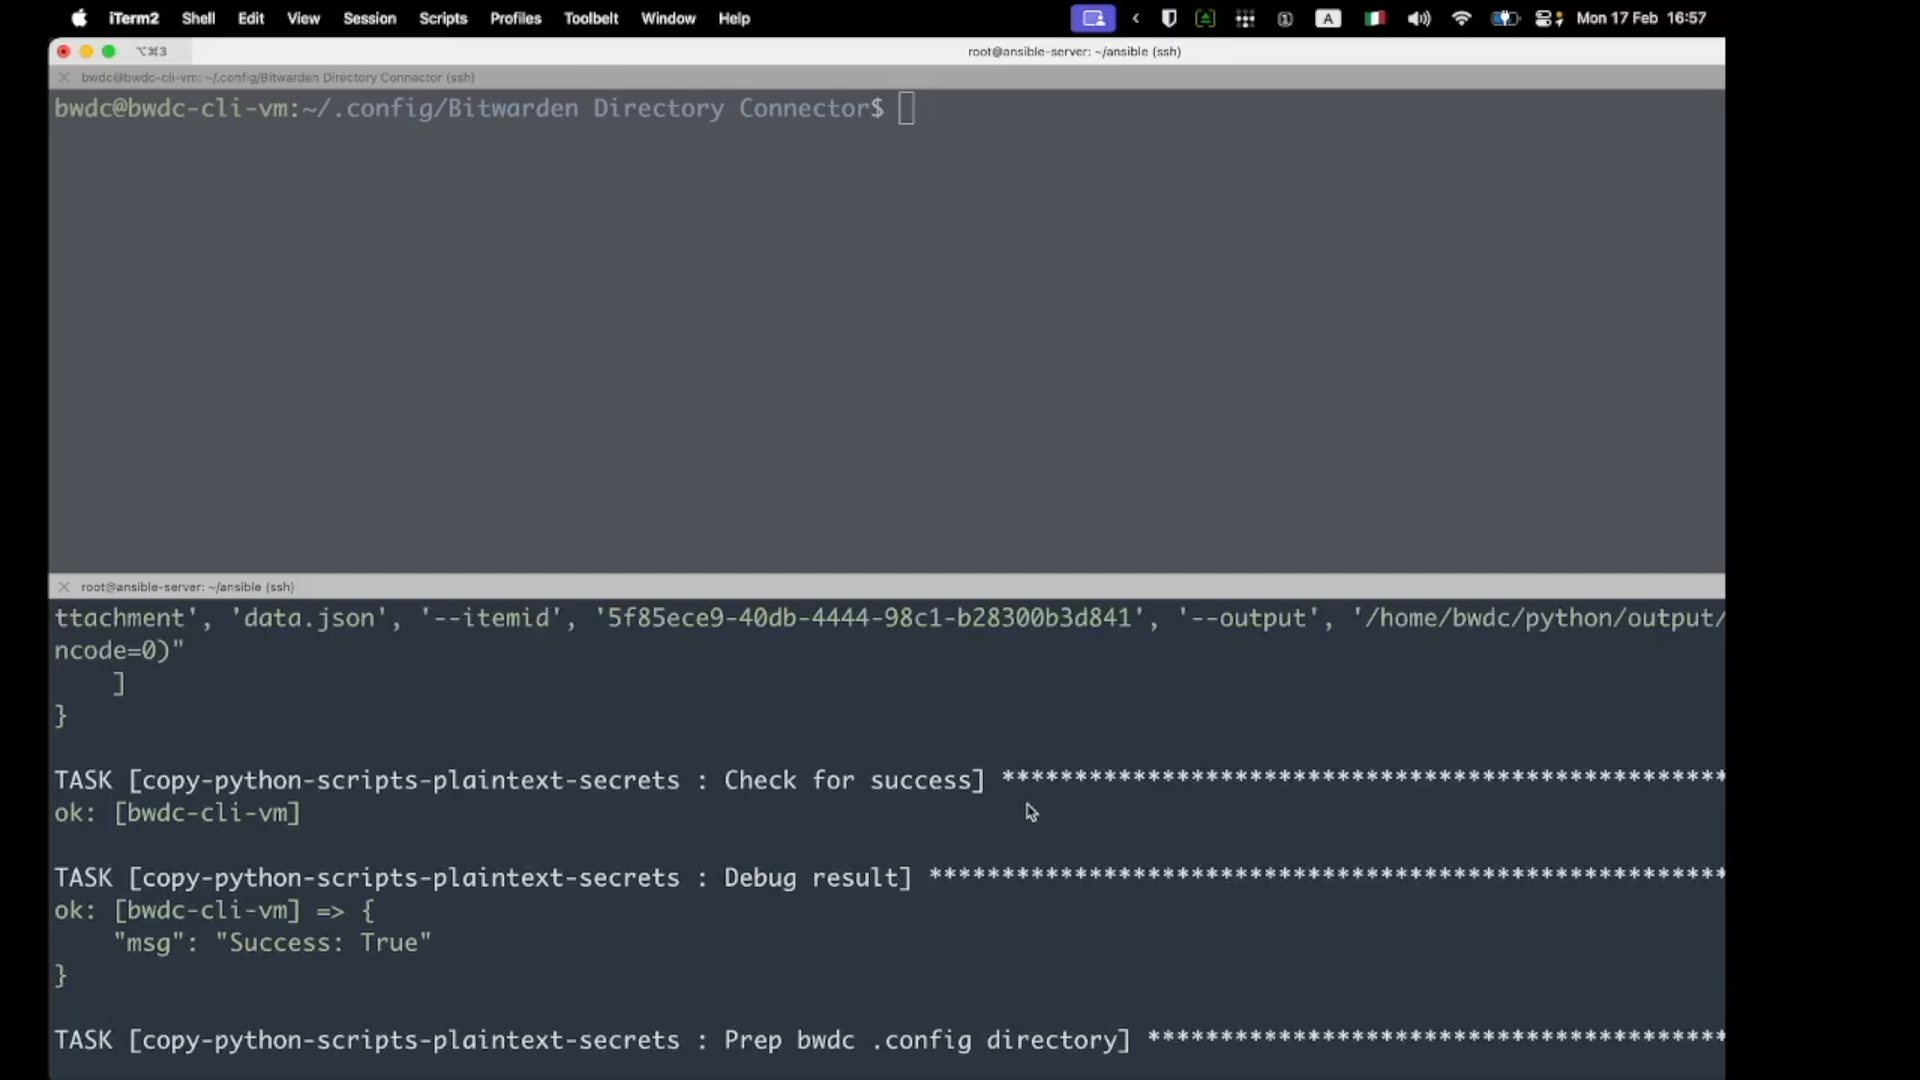 iTerm2 Shell Edit View Session Scripts Profiles Toolbelt Window Help A Mon 17 Feb 16:57
⌥⌘3 root@ansible-server: ~/ansible (ssh)
bwdc@bwdc-cli-vm: ~/.config/Bitwarden Directory Connector (ssh)
bwdc@bwdc-cli-vm:~/.config/Bitwarden Directory Connector$
root@ansible-server: ~/ansible (ssh)
ttachment', 'data.json', '--itemid', '5f85ece9-40db-4444-98c1-b28300b3d841', '--output', '/home/bwdc/python/output/
ncode=0)"
]
}
TASK [copy-python-scripts-plaintext-secrets : Check for success] **************************************************
ok: [bwdc-cli-vm]
TASK [copy-python-scripts-plaintext-secrets : Debug result] *******************************************************
ok: [bwdc-cli-vm] => {
"msg": "Success: True"
}
TASK [copy-python-scripts-plaintext-secrets : Prep bwdc .config directory] ****************************************